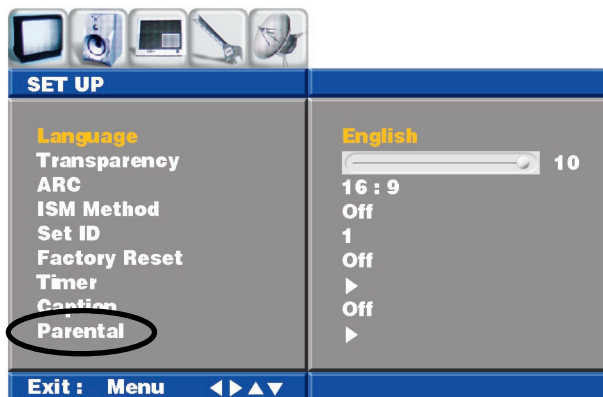 SET UP
Language English
Transparency 10
ARC 16 : 9
ISM Method Off
Set ID 1
Factory Reset Off
Timer ▶
Caption Off
Parental ▶
Exit : Menu ◀▶▲▼